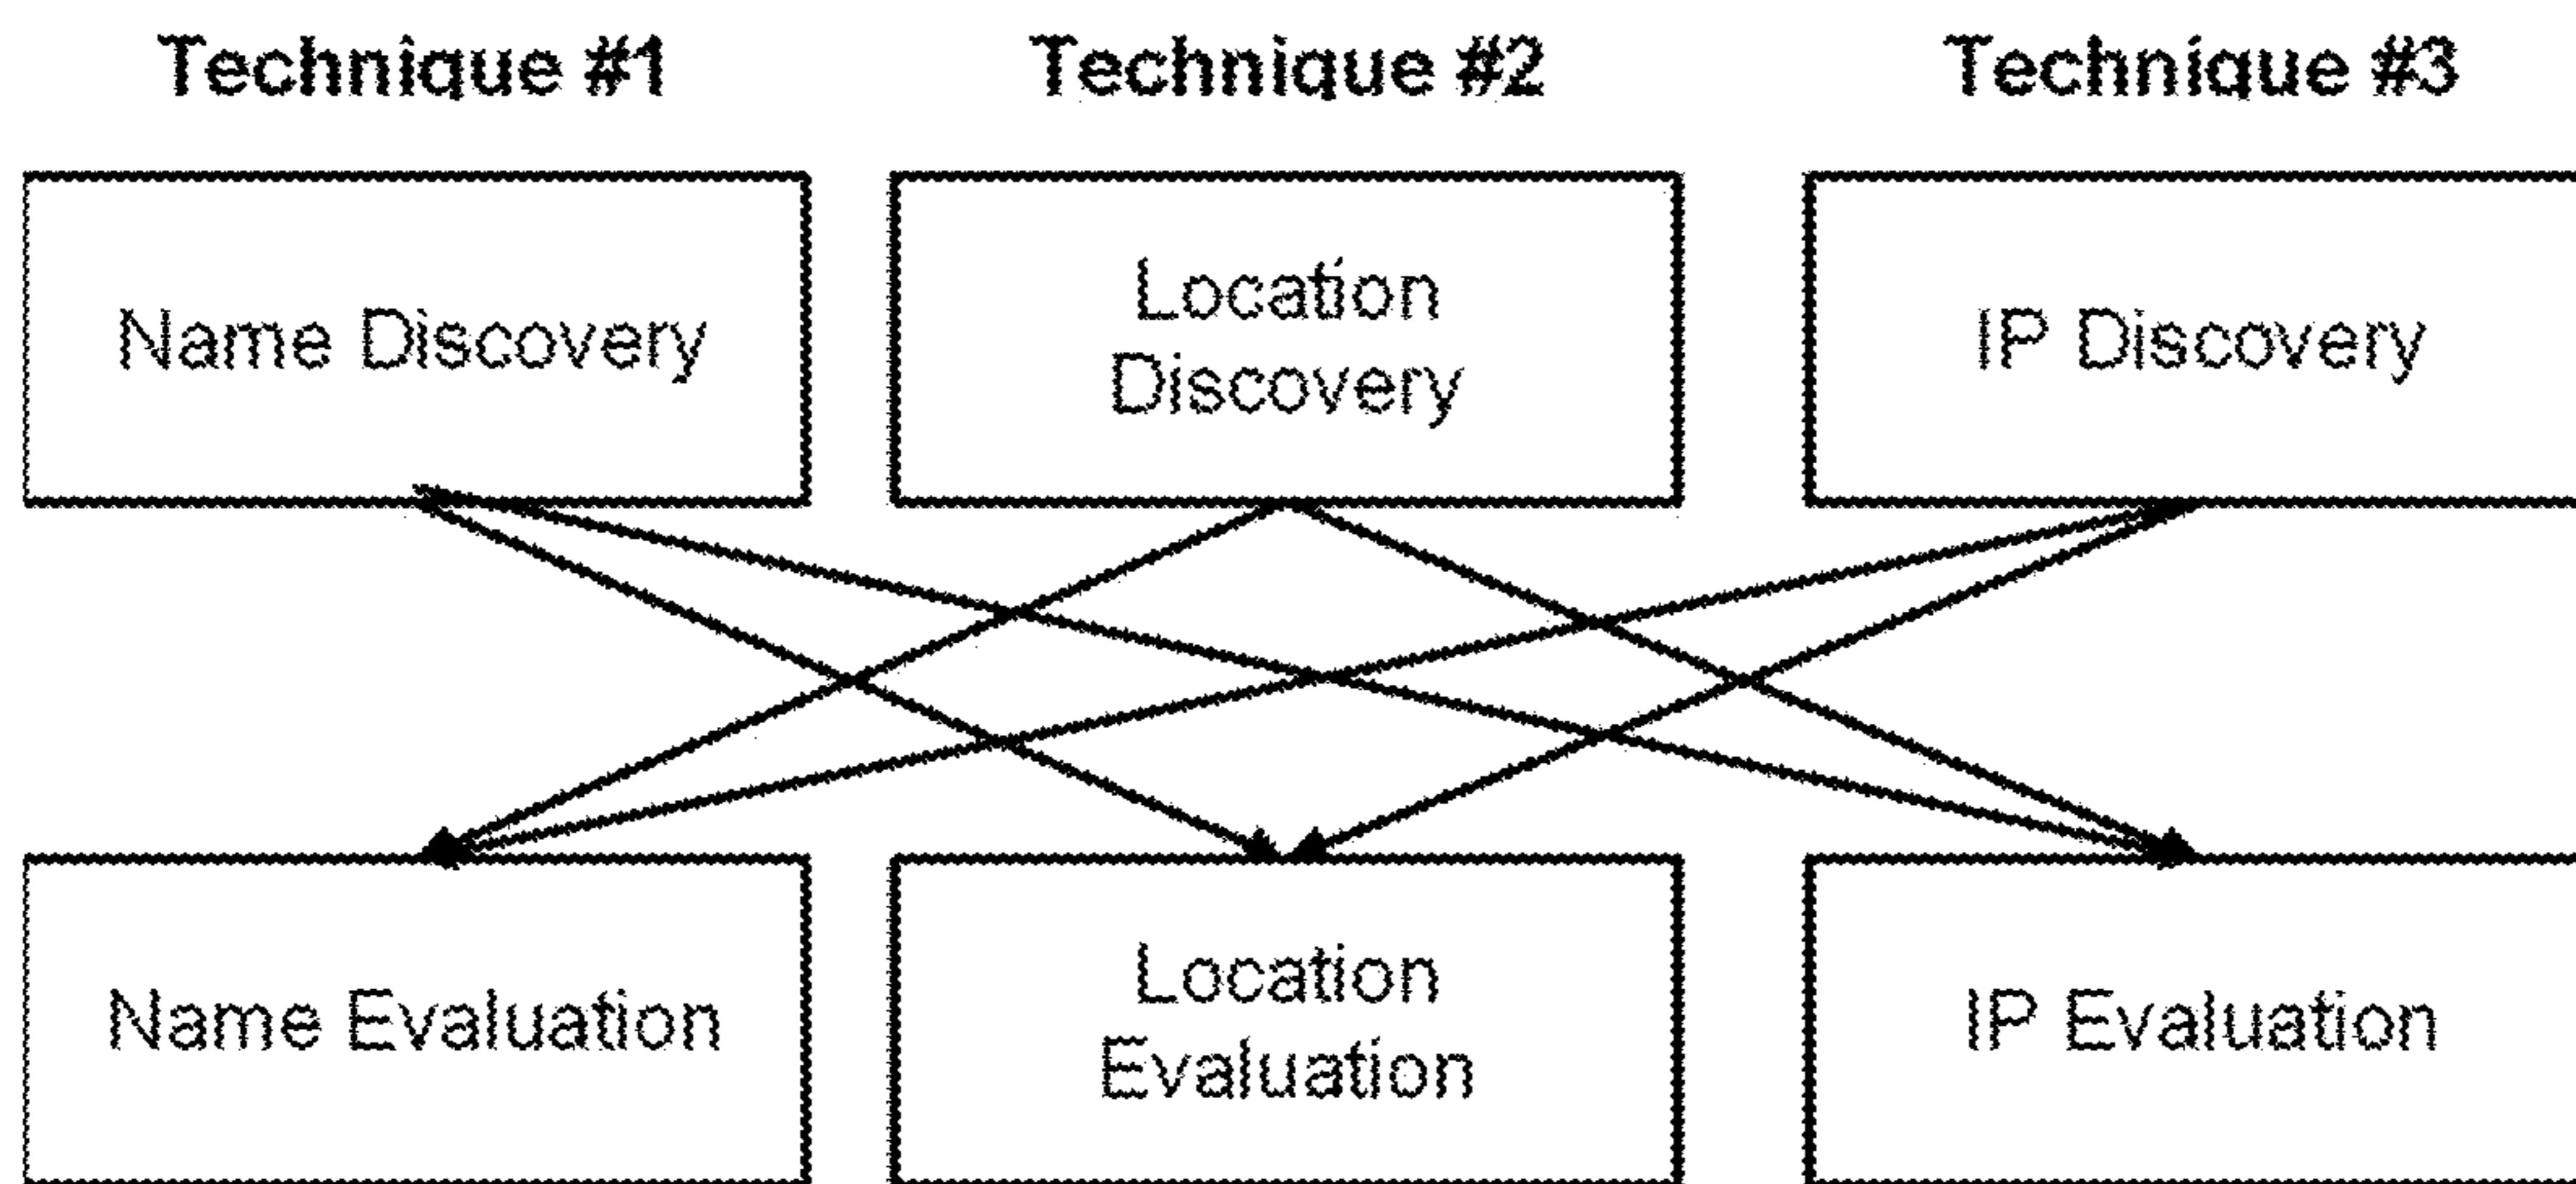 Technique #1
Technique #2
Technique #3
Name Discovery
Location
Discovery
IP Discovery
Name Evaluation
Location
Evaluation
IP Evaluation